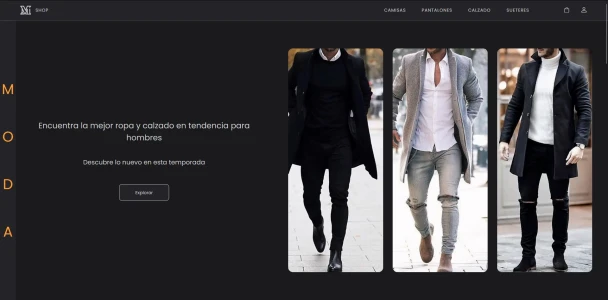 M SHOP
CAMISAS PANTALONES CALZADO SUETERES
M
O
D
A
Encuentra la mejor ropa y calzado en tendencia para
hombres
Descubre lo nuevo en esta temporada
Explorar